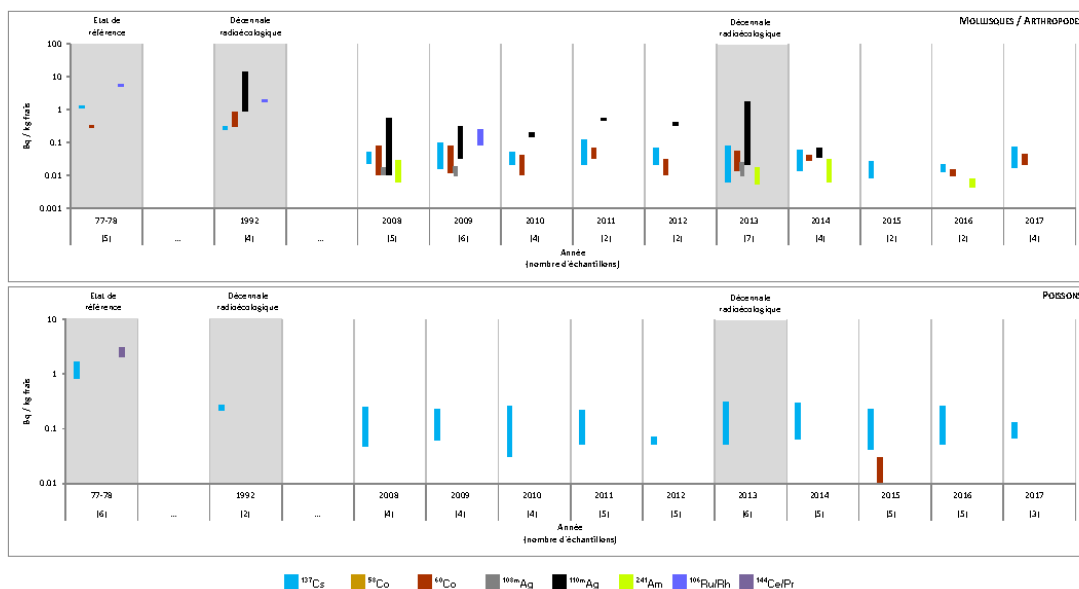 Etat de référence
Décennale radioécologique
Décennale radioécologique
MOLLUSQUES / ARTHROPODES
Bq / kg frais
100
10
1
0.1
0.01
0.001
77-78 1992 2008 2009 2010 2011 2012 2013 2014 2015 2016 2017
(5) ... (4) ... (5) (6) (4) (2) (2) (7) (4) (2) (2) (4)
Année
(nombre d'échantillons)
Etat de référence
Décennale radioécologique
Décennale radioécologique
POISSONS
Bq / kg frais
10
1
0.1
0.01
77-78 1992 2008 2009 2010 2011 2012 2013 2014 2015 2016 2017
(6) ... (2) ... (4) (4) (4) (5) (5) (6) (5) (5) (5) (3)
Année
(nombre d'échantillons)
137Cs 58Co 60Co 108mAg 110mAg 241Am 106Ru/Rh 144Ce/Pr